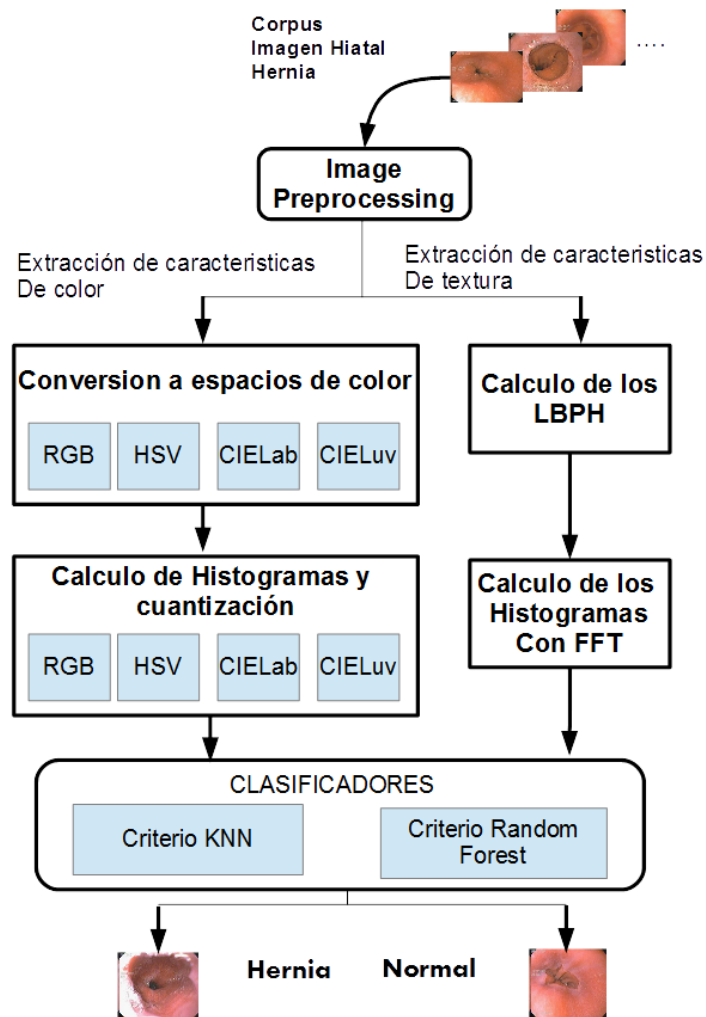 Corpus
Imagen Hiatal
Hernia
....
Image
Preprocessing
Extracción de caracteristicas
De color
Extracción de caracteristicas
De textura
Conversion a espacios de color
RGB
HSV
CIELab
CIELuv
Calculo de los
LBPH
Calculo de Histogramas y
cuantización
RGB
HSV
CIELab
CIELuv
Calculo de los
Histogramas
Con FFT
CLASIFICADORES
Criterio KNN
Criterio Random
Forest
Hernia
Normal